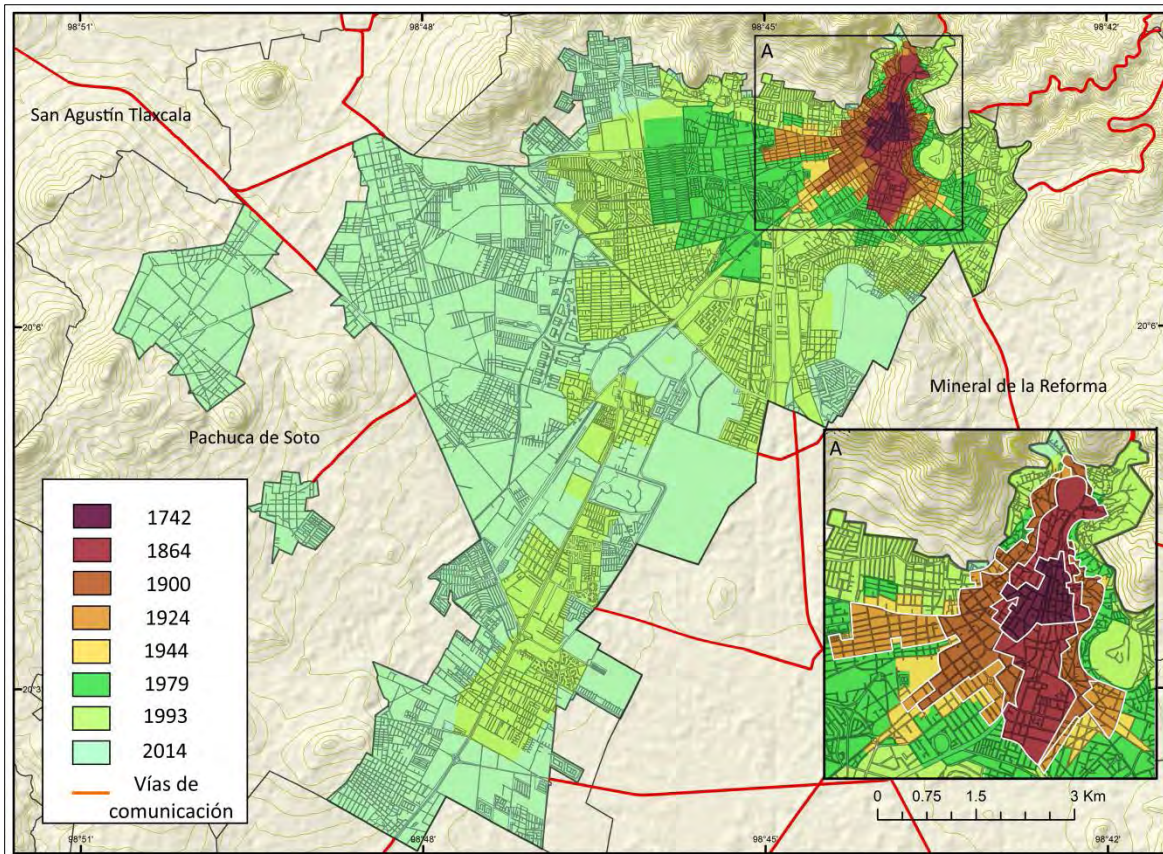 98°51'
98°48'
98°45'
98°42'
A
San Agustín Tlaxcala
20°6'
20°6'
Mineral de la Reforma
Pachuca de Soto
A
1742
1864
1900
1924
1944
1979
1993
2014
Vías de
comunicación
20°3'
0 0.75 1.5 3 Km
98°51'
98°48'
98°45'
98°42'